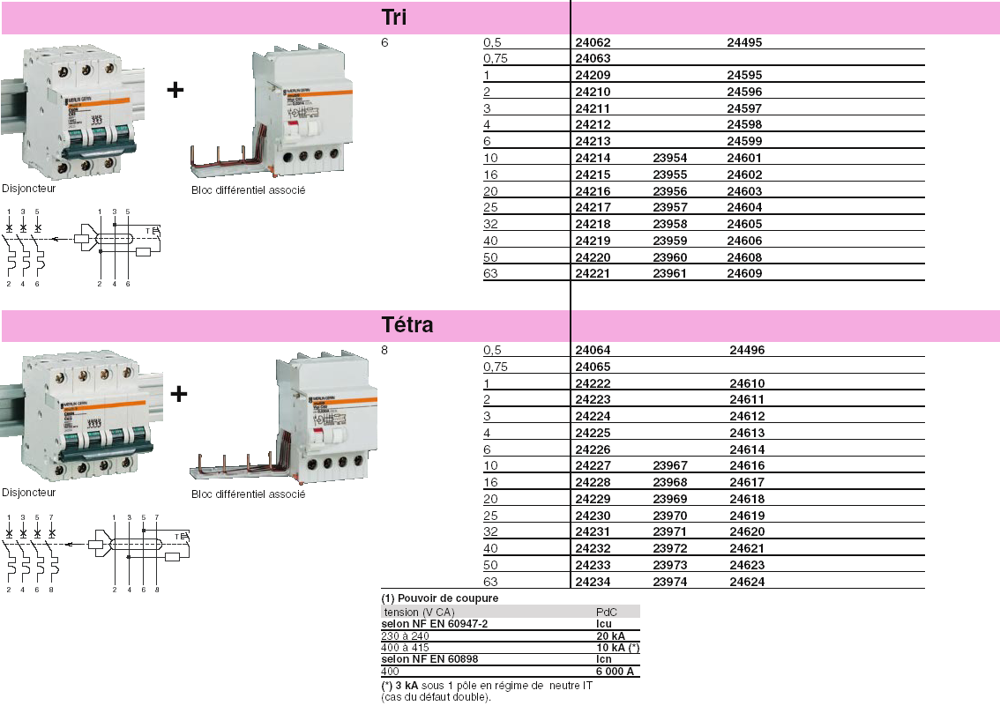 Tri
6
0,5 24062 24495
0,75 24063
1 24209 24595
2 24210 24596
3 24211 24597
4 24212 24598
6 24213 24599
10 24214 23954 24601
16 24215 23955 24602
20 24216 23956 24603
25 24217 23957 24604
32 24218 23958 24605
40 24219 23959 24606
50 24220 23960 24608
63 24221 23961 24609
MERLIN GERIN
+
MERLIN GERIN
Disjoncteur
Bloc différentiel associé
1 3 5
1 3 5
T
2 4 6
2 4 6
Tétra
8
0,5 24064 24496
0,75 24065
1 24222 24610
2 24223 24611
3 24224 24612
4 24225 24613
6 24226 24614
10 24227 23967 24616
16 24228 23968 24617
20 24229 23969 24618
25 24230 23970 24619
32 24231 23971 24620
40 24232 23972 24621
50 24233 23973 24623
63 24234 23974 24624
MERLIN GERIN
+
MERLIN GERIN
Disjoncteur
Bloc différentiel associé
1 3 5 7
1 3 5 7
T
2 4 6 8
2 4 6 8
(1) Pouvoir de coupure
tension (V CA) PdC
selon NF EN 60947-2 Icu
230 à 240 20 kA
400 à 415 10 kA (*)
selon NF EN 60898 Icn
400 6 000 A
(*) 3 kA sous 1 pôle en régime de neutre IT
(cas du défaut double).